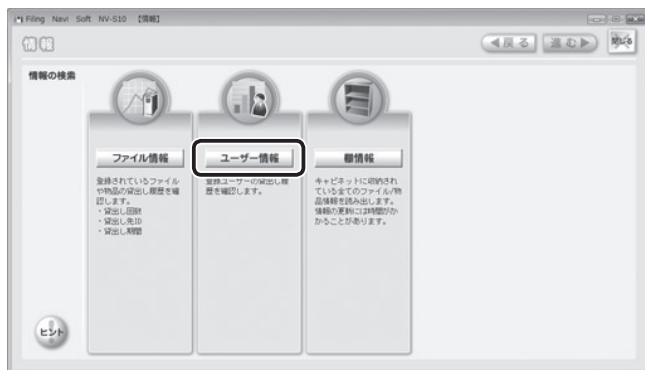 Filing Navi Soft NV-S10 【情報】
情報
戻る
進む
閉じる
情報の検索
ファイル情報
ユーザー情報
棚情報
登録されているファイル
や物品の貸出し履歴を確
認します。
・貸出し回数
・貸出し先ID
・貸出し期間
登録ユーザーの貸出し履
歴を確認します。
キャビネットに収納され
ている全てのファイル/物
品情報を読み出します。
情報の更新には時間がか
かることがあります。
ヒント